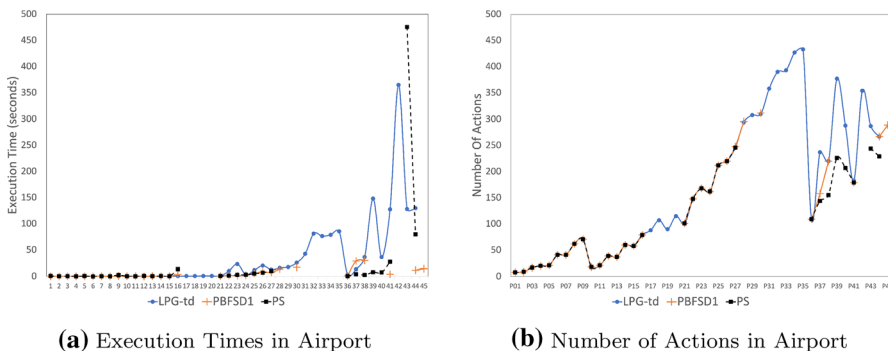 500
450
400
350
300
250
200
150
100
50
0
Execution Time (seconds)
1 2 3 4 5 6 7 8 9 10 11 12 13 14 15 16 17 18 19 20 21 22 23 24 25 26 27 28 29 30 31 32 33 34 35 36 37 38 39 40 41 42 43 44 45
LPG-td PBFSD1 PS
(a) Execution Times in Airport
500
450
400
350
300
250
200
150
100
50
0
Number Of Actions
P01 P03 P05 P07 P09 P11 P13 P15 P17 P19 P21 P23 P25 P27 P29 P31 P33 P35 P37 P39 P41 P43
LPG-td PBFSD1 PS
(b) Number of Actions in Airport